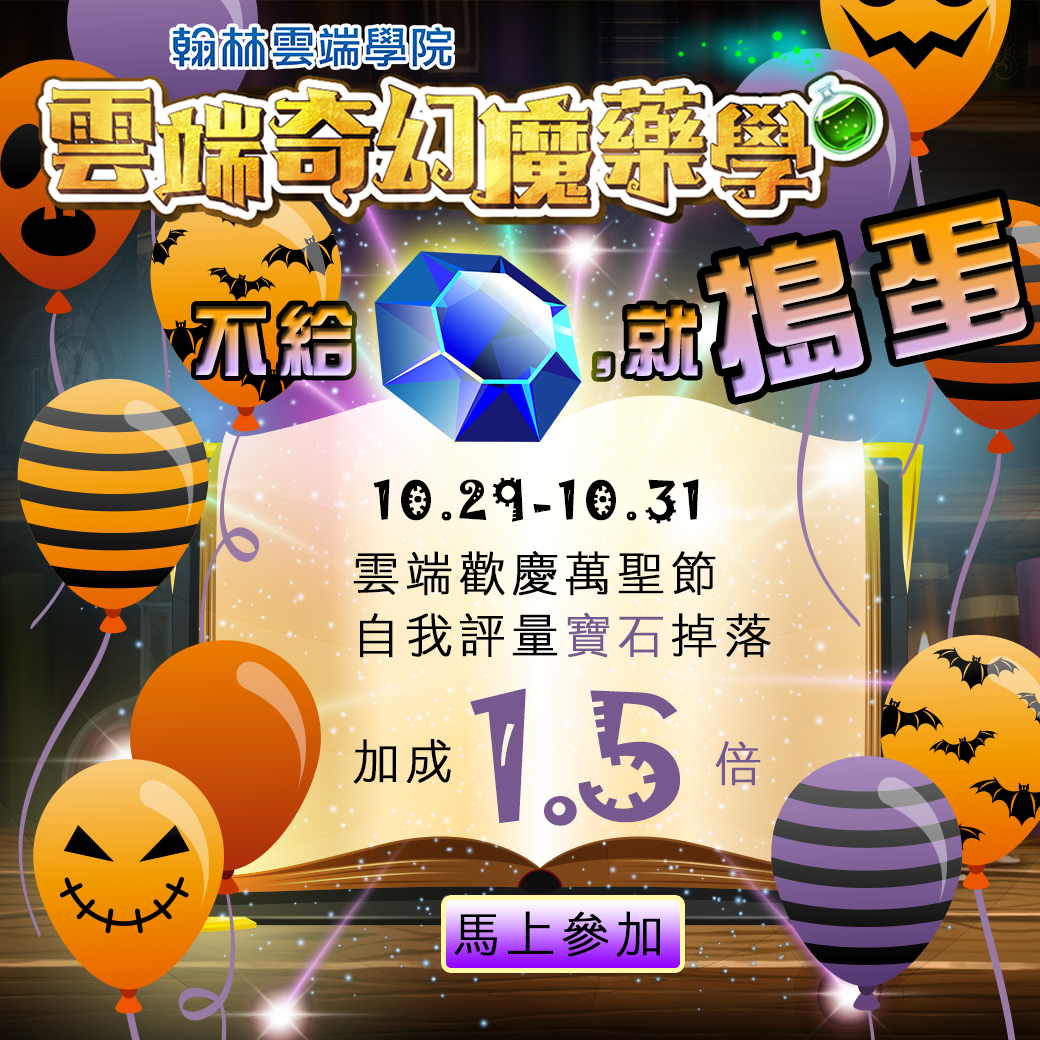 翰林雲端學院
雲端奇幻魔藥學
不給,就搗蛋
10.29-10.31
雲端歡慶萬聖節
自我評量寶石掉落
加成1.5倍
馬上參加